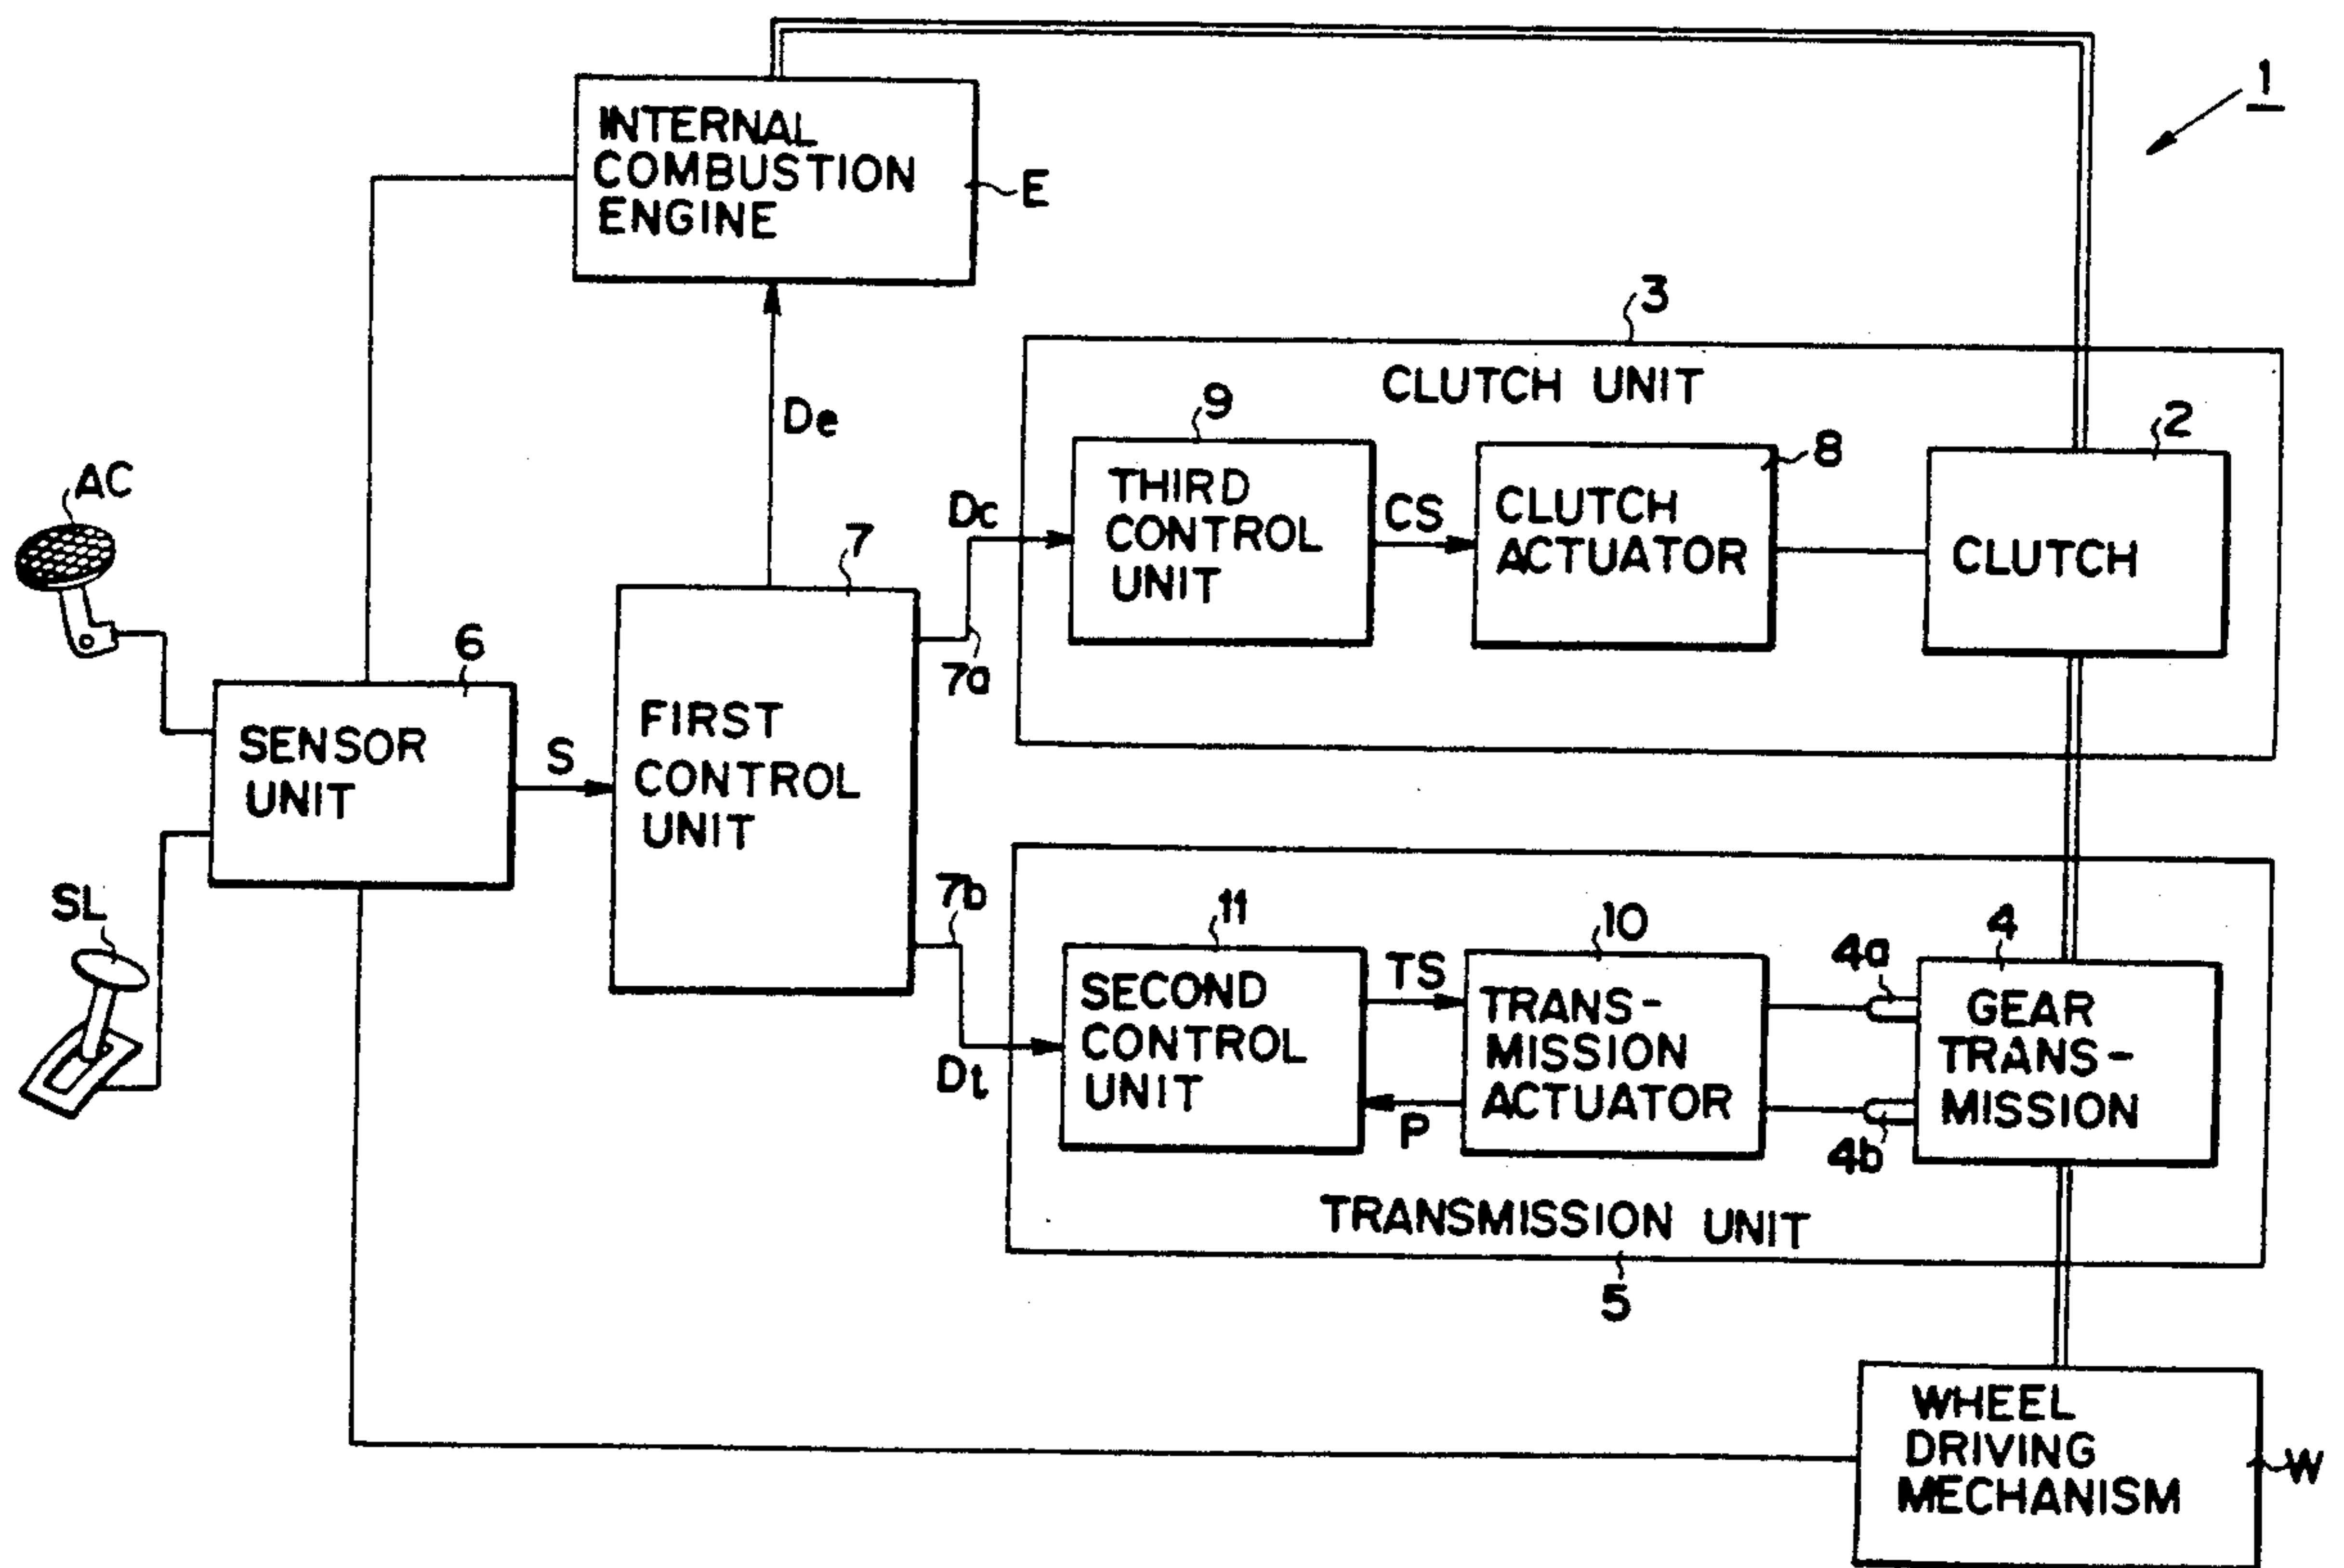 1
INTERNAL
COMBUSTION
ENGINE
E
3
CLUTCH UNIT
De
9
8
2
AC
THIRD
CONTROL
UNIT
Dc
CS
CLUTCH
ACTUATOR
CLUTCH
7
7a
6
SENSOR
UNIT
S
FIRST
CONTROL
UNIT
7b
SL
11
10
4
4a
SECOND
CONTROL
UNIT
TS
TRANS-
MISSION
ACTUATOR
GEAR
TRANS-
MISSION
Dt
P
4b
TRANSMISSION UNIT
5
WHEEL
DRIVING
MECHANISM
W